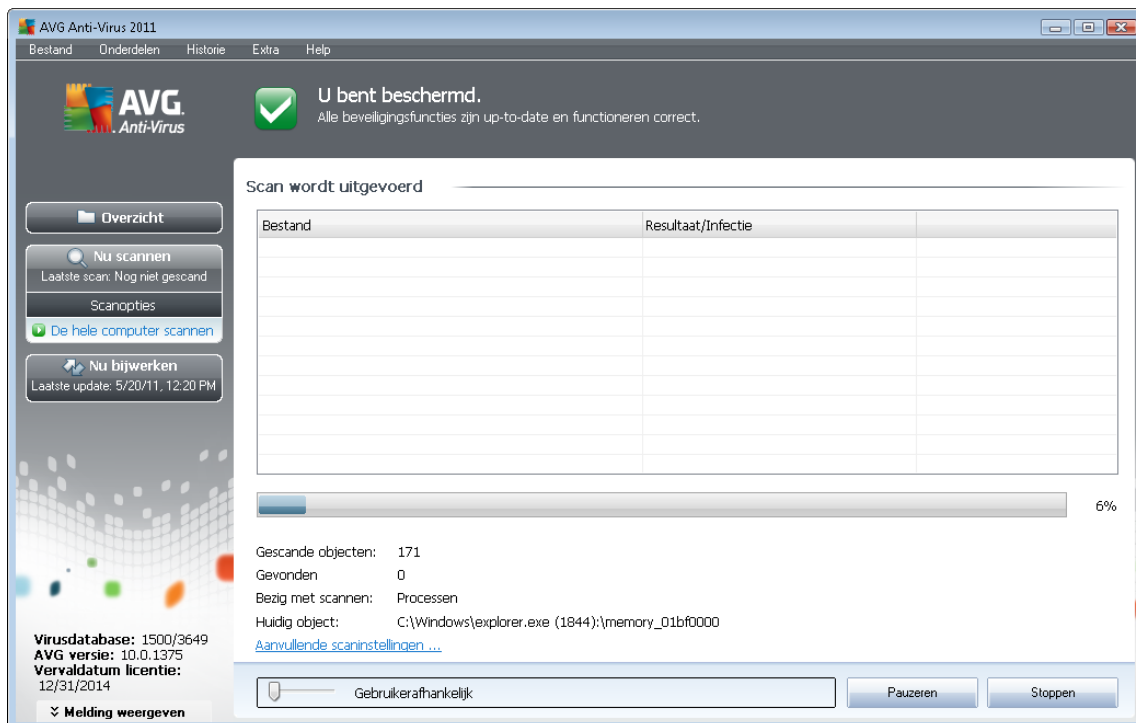 AVG Anti-Virus 2011
Bestand Onderdelen Historie Extra Help
AVG.
Anti-Virus
U bent beschermd.
Alle beveiligingsfuncties zijn up-to-date en functioneren correct.
Overzicht
Nu scannen
Laatste scan: Nog niet gescand
Scanopties
De hele computer scannen
Nu bijwerken
Laatste update: 5/20/11, 12:20 PM
Virusdatabase: 1500/3649
AVG versie: 10.0.1375
Vervaldatum licentie:
12/31/2014
Melding weergeven
Scan wordt uitgevoerd
Bestand Resultaat/Infectie
6%
Gescande objecten: 171
Gevonden 0
Bezig met scannen: Processen
Huidig object: C:\Windows\explorer.exe (1844):\memory_01bf0000
Aanvullende scaninstellingen ...
Gebruikerafhankelijk
Pauzeren Stoppen